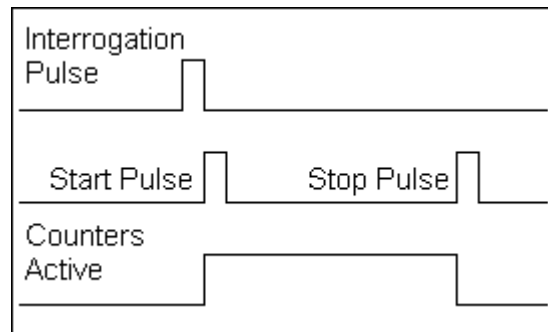 Interrogation
Pulse
Start Pulse
Stop Pulse
Counters
Active